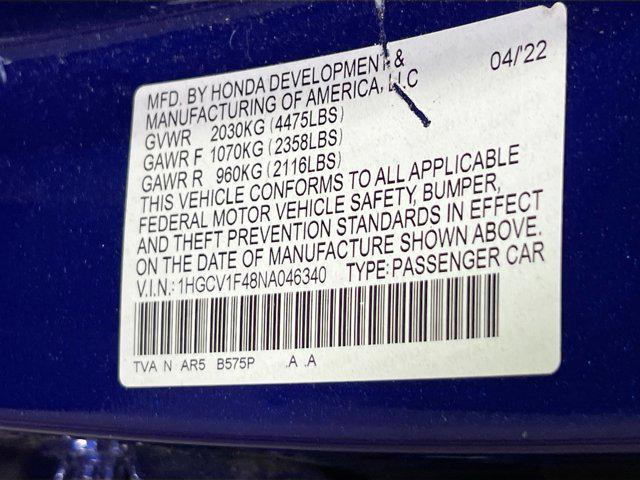 MFD. BY HONDA DEVELOPMENT & 04/'22
MANUFACTURING OF AMERICA, LLC
GVWR 2030KG (4475LBS)
GAWR F 1070KG (2358LBS)
GAWR R 960KG (2116LBS)
THIS VEHICLE CONFORMS TO ALL APPLICABLE
FEDERAL MOTOR VEHICLE SAFETY, BUMPER,
AND THEFT PREVENTION STANDARDS IN EFFECT
ON THE DATE OF MANUFACTURE SHOWN ABOVE.
V.I.N.: 1HGCV1F48NA046340 TYPE: PASSENGER CAR
TVA N AR5 B575P .A .A